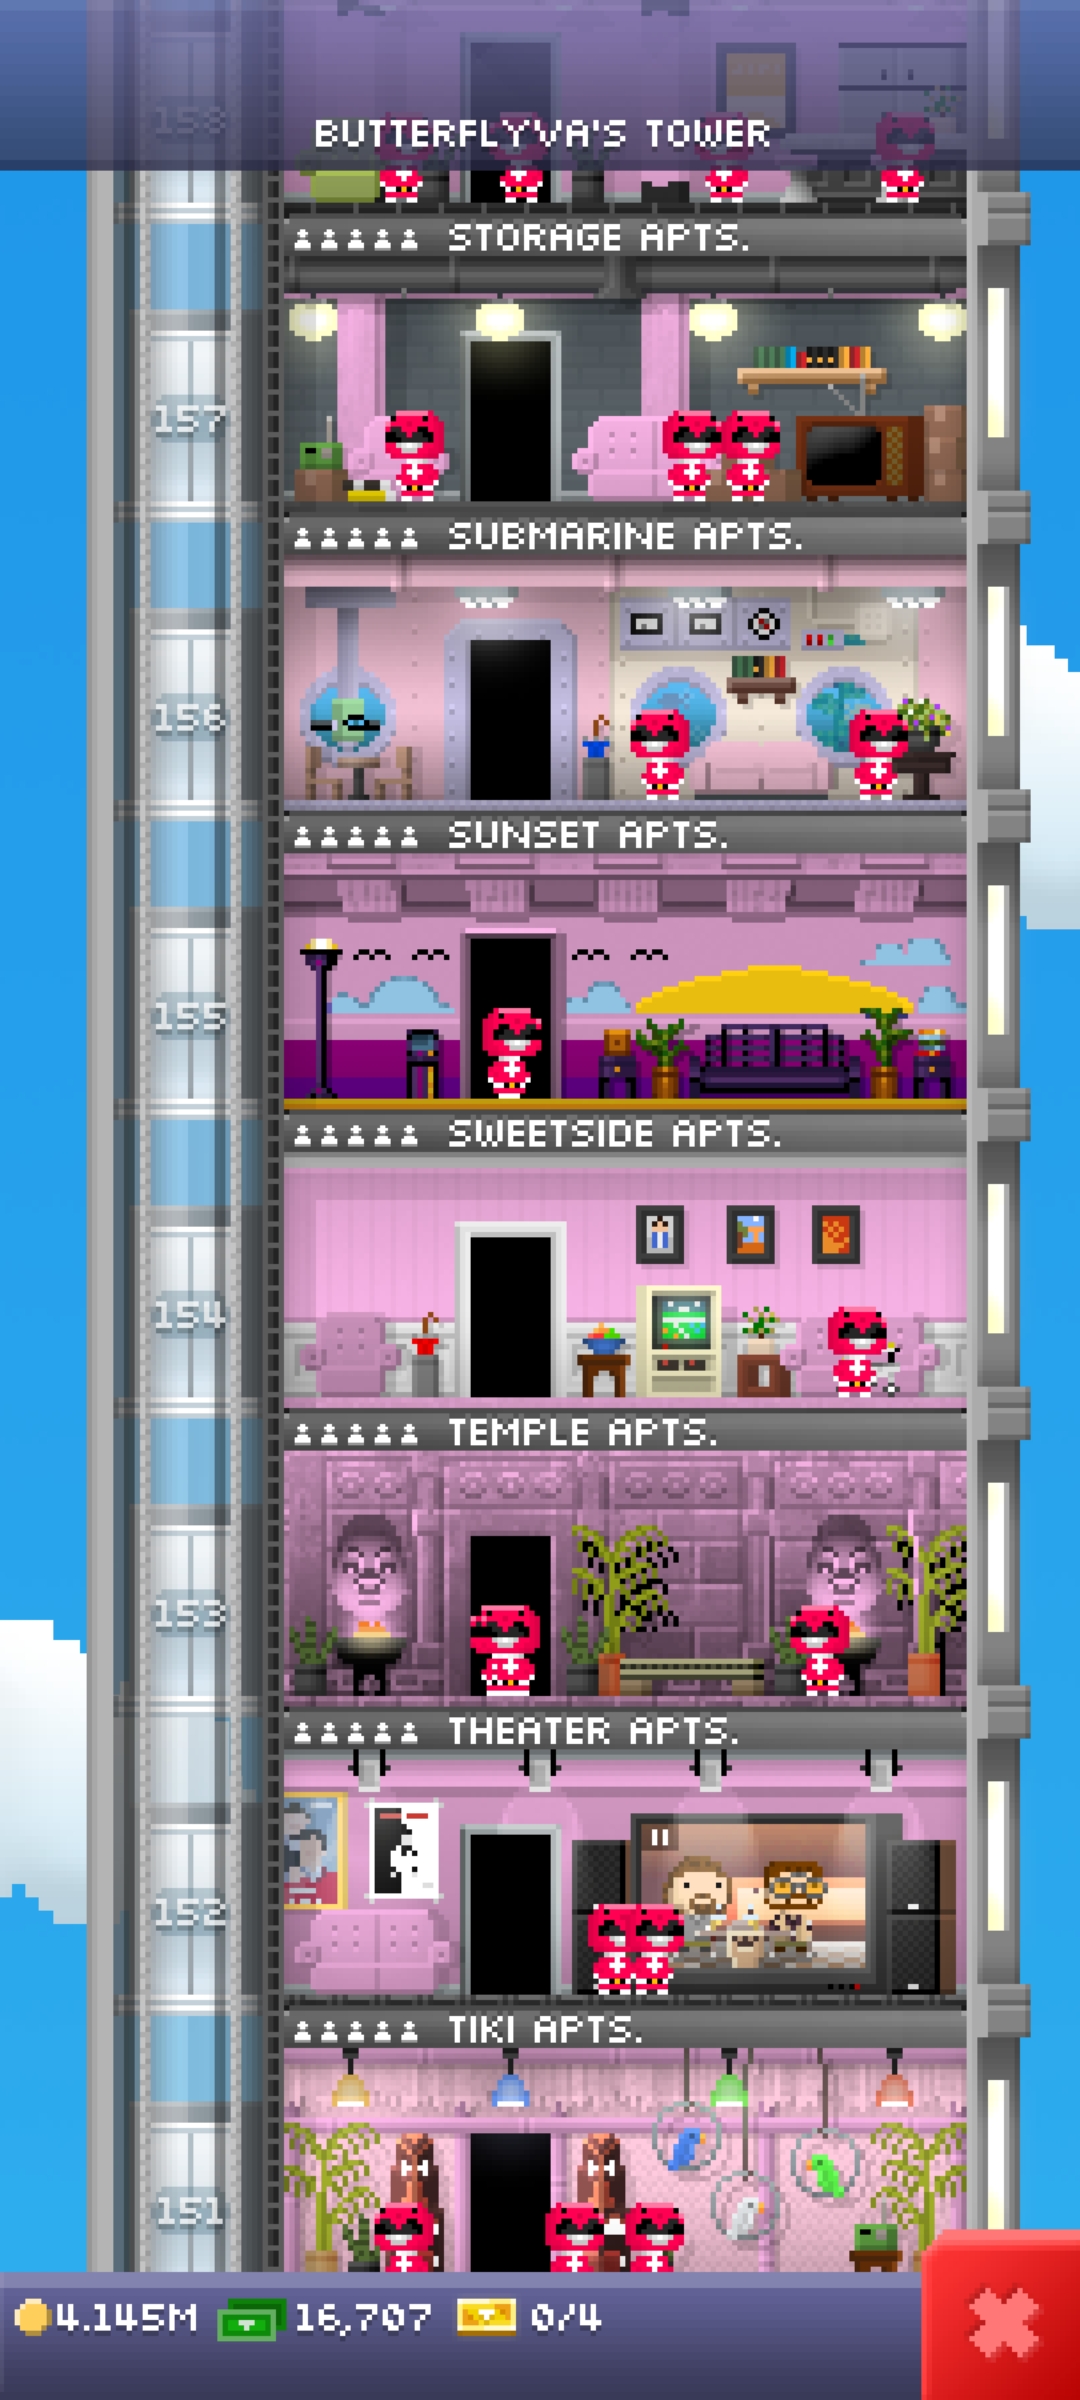 158
BUTTERFLYVA'S TOWER
STORAGE APTS.
157
SUBMARINE APTS.
156
SUNSET APTS.
155
SWEETSIDE APTS.
154
TEMPLE APTS.
153
THEATER APTS.
152
TIKI APTS.
151
4.145M 16,707 0/4